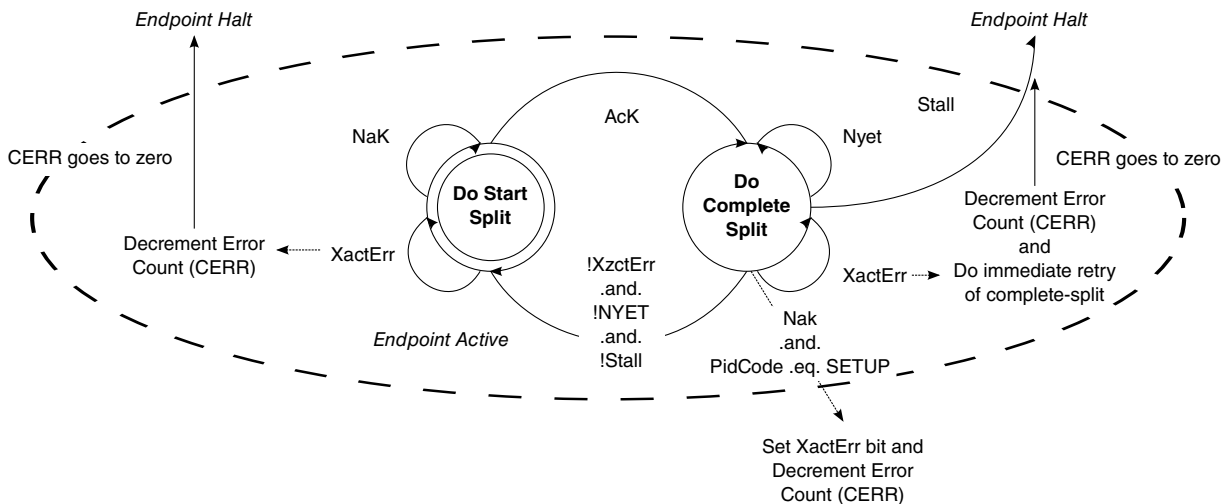 Endpoint Halt
Endpoint Halt
Stall
AcK
NaK
Nyet
CERR goes to zero
CERR goes to zero
Do Start
Split
Do
Complete
Split
Decrement Error
Count (CERR)
XactErr
Decrement Error
Count (CERR)
and
Do immediate retry
of complete-split
XactErr
!XzctErr
.and.
!NYET
.and.
!Stall
Endpoint Active
Nak
.and.
PidCode .eq. SETUP
Set XactErr bit and
Decrement Error
Count (CERR)